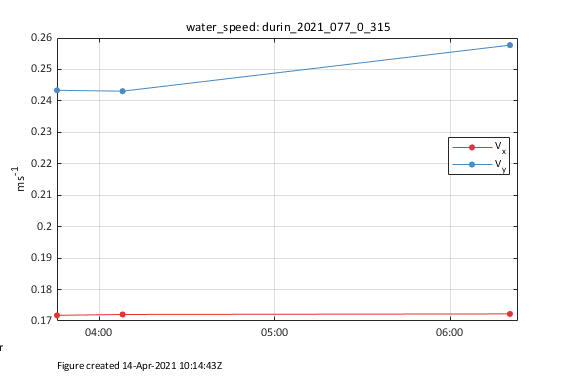 water_speed: durin_2021_077_0_315
0.26
0.25
0.24
0.23
0.22
0.21
0.2
0.19
0.18
0.17
ms-1
Vx
Vy
04:00 05:00 06:00
r
Figure created 14-Apr-2021 10:14:43Z